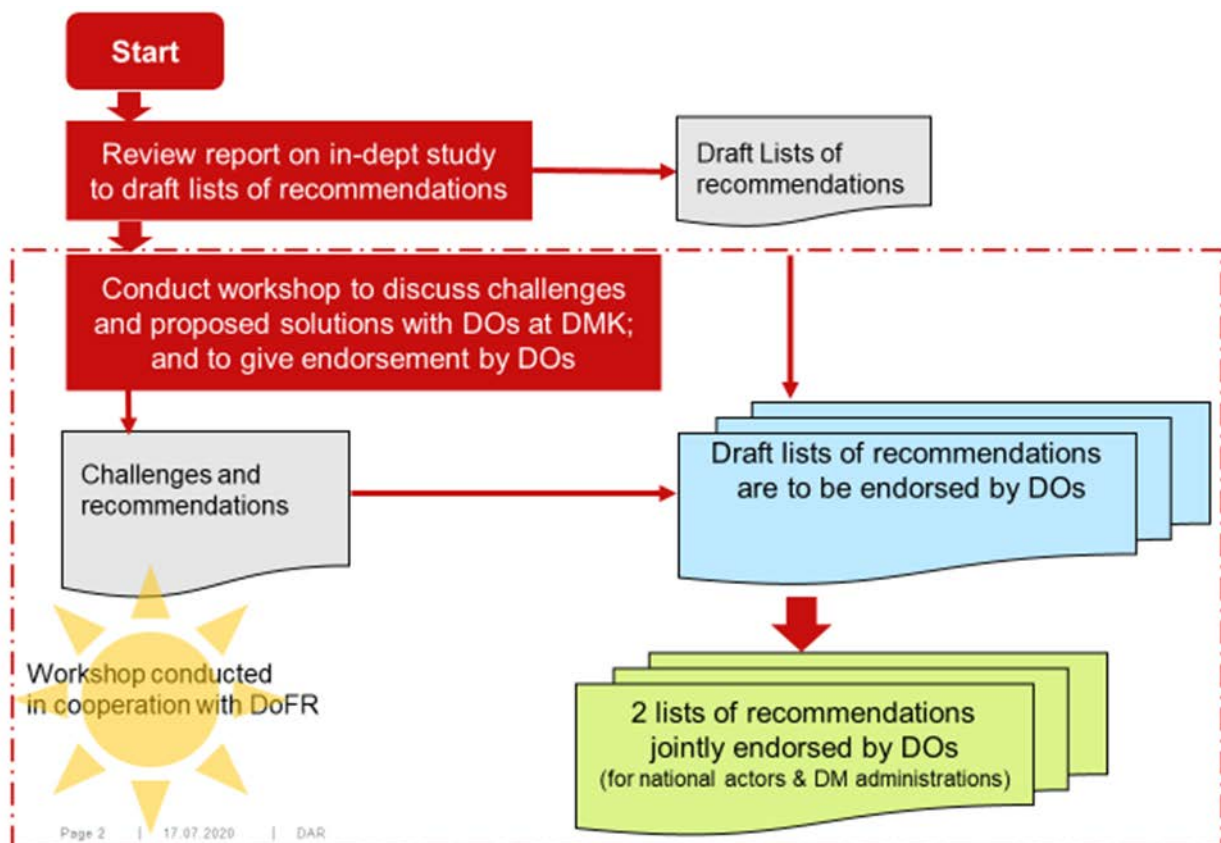 Start
Review report on in-dept study
to draft lists of recommendations
Draft Lists of
recommendations
Conduct workshop to discuss challenges
and proposed solutions with DOs at DMK;
and to give endorsement by DOs
Challenges and
recommendations
Draft lists of recommendations
are to be endorsed by DOs
Workshop conducted
in cooperation with DoFR
2 lists of recommendations
jointly endorsed by DOs
(for national actors & DM administrations)
Page 2 | 17.07.2020 | DAR